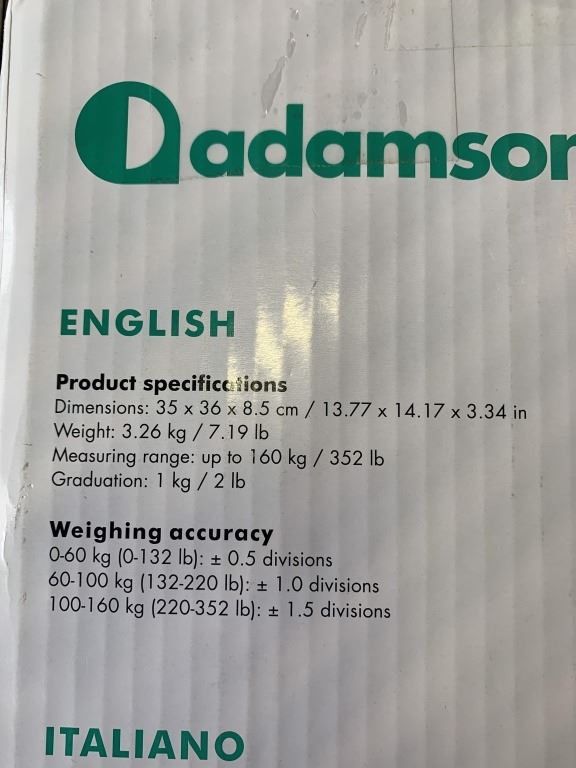 adamson
ENGLISH
Product specifications
Dimensions: 35 x 36 x 8.5 cm / 13.77 x 14.17 x 3.34 in
Weight: 3.26 kg / 7.19 lb
Measuring range: up to 160 kg / 352 lb
Graduation: 1 kg / 2 lb
Weighing accuracy
0-60 kg (0-132 lb): ± 0.5 divisions
60-100 kg (132-220 lb): ± 1.0 divisions
100-160 kg (220-352 lb): ± 1.5 divisions
ITALIANO